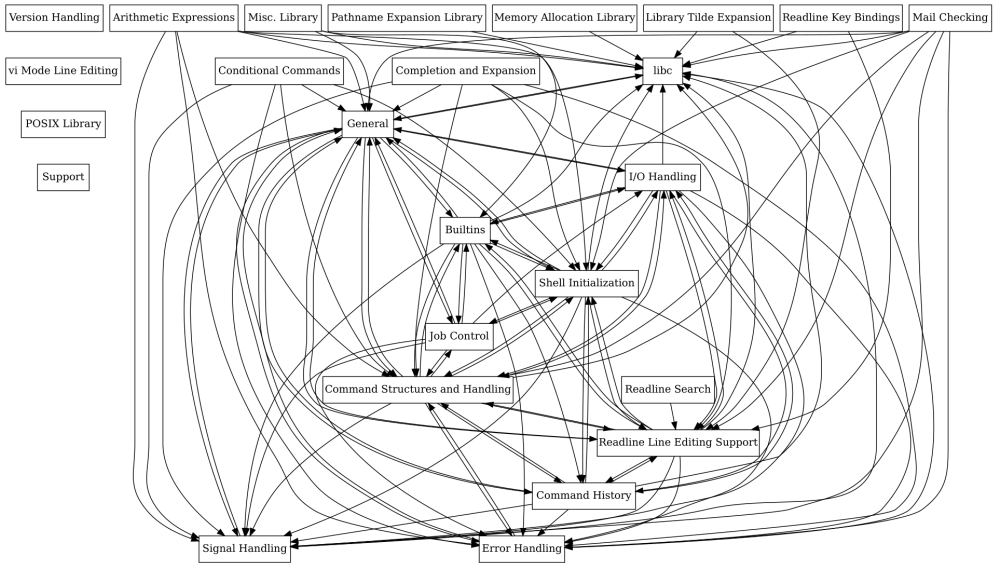 Version Handling
Arithmetic Expressions
Misc. Library
Pathname Expansion Library
Memory Allocation Library
Library Tilde Expansion
Readline Key Bindings
Mail Checking
vi Mode Line Editing
Conditional Commands
Completion and Expansion
libc
POSIX Library
General
Support
I/O Handling
Builtins
Shell Initialization
Job Control
Command Structures and Handling
Readline Search
Readline Line Editing Support
Command History
Signal Handling
Error Handling